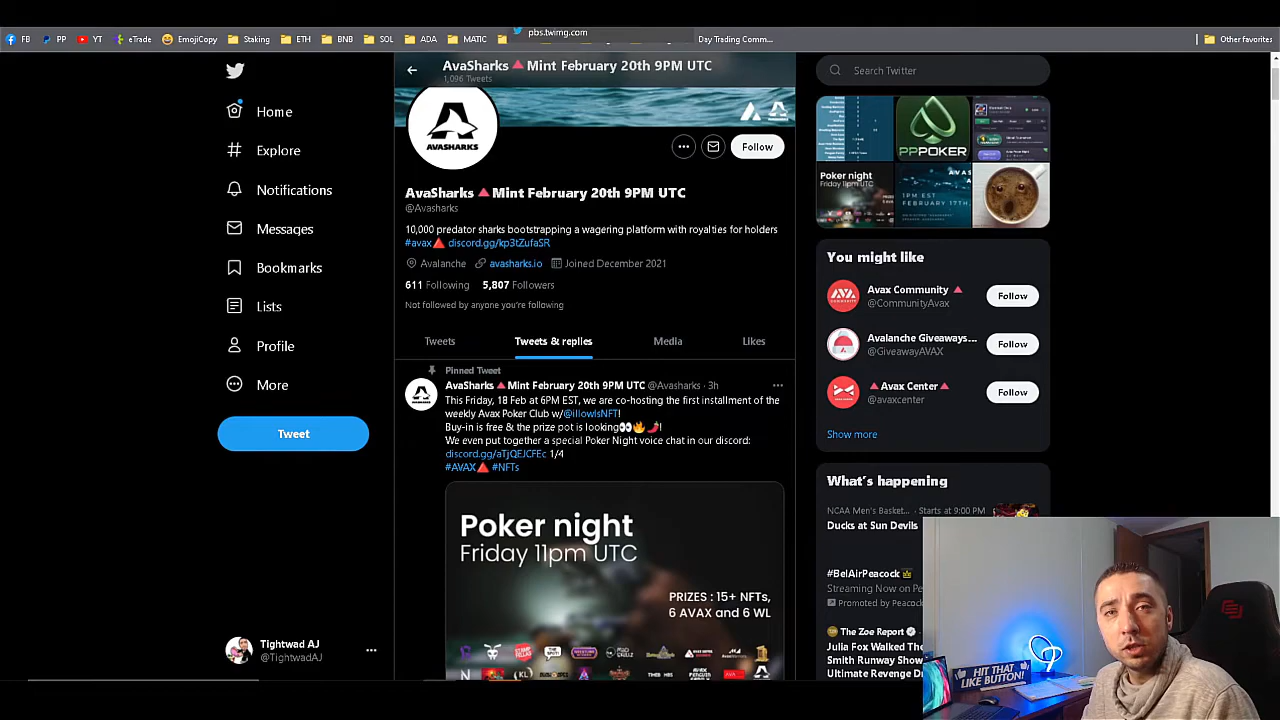 pbs.twimg.com
FB
PP
YT
eTrade
EmojiCopy
Staking
ETH
BNB
SOL
ADA
MATIC
Day Trading Comm...
Other favorites
AvaSharks🔺Mint February 20th 9PM UTC
1,096 Tweets
Search Twitter
Home
Explore
Notifications
Messages
Bookmarks
Lists
Profile
More
Tweet
Tightwad AJ
@TightwadAJ
AVASHARKS
Follow
AvaSharks🔺Mint February 20th 9PM UTC
@Avasharks
10,000 predator sharks bootstrapping a wagering platform with royalties for holders
#avax🔺 discord.gg/kp3tZufaSR
Avalanche avasharks.io Joined December 2021
611 Following 5,807 Followers
Not followed by anyone you're following
Tweets
Tweets & replies
Media
Likes
Pinned Tweet
AvaSharks🔺Mint February 20th 9PM UTC @Avasharks · 3h
This Friday, 18 Feb at 6PM EST, we are co-hosting the first installment of the
weekly Avax Poker Club w/@illowisNFT!
Buy-in is free & the prize pot is looking👀🔥🌶️!
We even put together a special Poker Night voice chat in our discord:
discord.gg/aTjQEJCFEc 1/4
#AVAX🔺 #NFTs
Poker night
Friday 11pm UTC
PRIZES : 15+ NFTs,
6 AVAX and 6 WL
PPPOKER
Poker night
Friday 11pm UTC
1PM EST
FEBRUARY 17TH,
You might like
Avax Community 🔺
@CommunityAvax
Follow
Avalanche Giveaways...
@GiveawayAVAX
Follow
🔺Avax Center🔺
@avaxcenter
Follow
Show more
What's happening
NCAA Men's Basket... · Starts at 9:00 PM
Ducks at Sun Devils
#BelAirPeacock
Streaming Now on Pe
Promoted by Peacock
The Zoe Report
Julia Fox Walked The
Smith Runway Show
Ultimate Revenge Dr
HIT THAT
LIKE BUTTON!